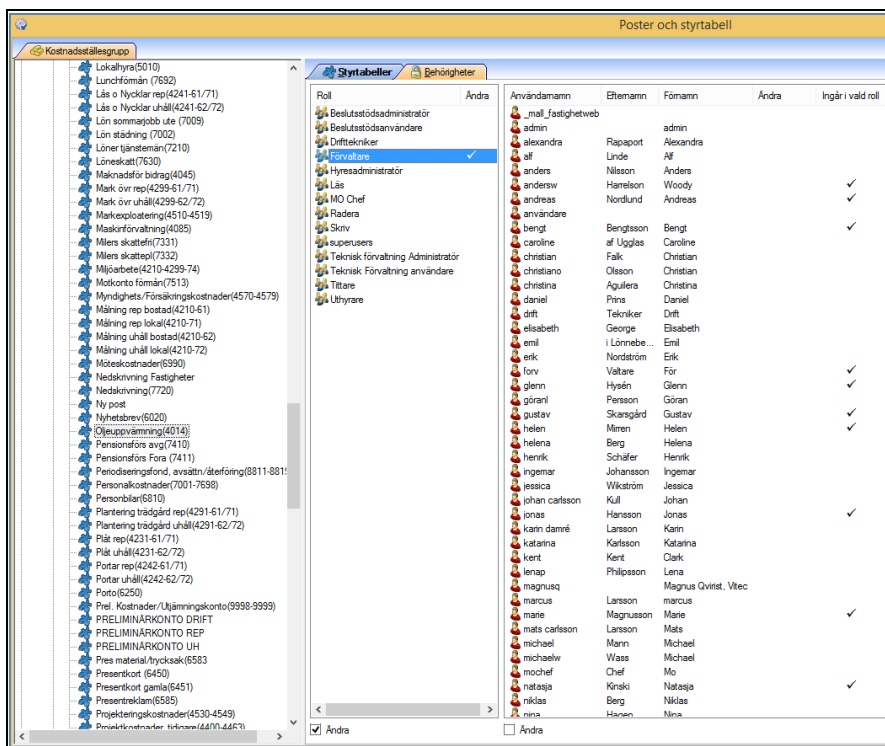 Poster och styrtabell
Kostnadsställesgrupp
Lokalhyra(5010)
Lunchförmån (7692)
Lås o Nycklar rep(4241-61/71)
Lås o Nycklar uhåll(4241-62/72)
Lön sommarjobb ute (7009)
Lön städning (7002)
Löner tjänstemän(7210)
Löneskatt(7630)
Maknadsför bidrag(4045)
Mark övr rep(4299-61/71)
Mark övr uhåll(4299-62/72)
Markexploatering(4510-4519)
Maskinförvaltning(4085)
Milers skattefri(7331)
Milers skattepl(7332)
Miljöarbete(4210-4299-74)
Motkonto förmån(7513)
Myndighets/Försäkringskostnader(4570-4579)
Målning rep bostad(4210-61)
Målning rep lokal(4210-71)
Målning uhåll bostad(4210-62)
Målning uhåll lokal(4210-72)
Möteskostnader(6990)
Nedskrivning Fastigheter
Nedskrivning(7720)
Ny post
Nyhetsbrev(6020)
Oljeuppvärmning(4014)
Pensionsförs avg(7410)
Pensionsförs Fora (7411)
Periodiseringsfond, avsättn/återföring(8811-881
Personalkostnader(7001-7698)
Personbilar(6810)
Plantering trädgård rep(4291-61/71)
Plantering trädgård uhåll(4291-62/72)
Plåt rep(4231-61/71)
Plåt uhåll(4231-62/72)
Portar rep(4242-61/71)
Portar uhåll(4242-62/72)
Porto(6250)
Prel. Kostnader/Utjämningskonto(9998-9999)
PRELIMINÄRKONTO DRIFT
PRELIMINÄRKONTO REP
PRELIMINÄRKONTO UH
Pres material/trycksak(6583
Presentkort (6450)
Presentkort gamla(6451)
Presentreklam(6585)
Projekteringskostnader(4530-4549)
Projektkostnader, tidigare(4400-4463)
Styrtabeller Behörigheter
Roll Ändra
Beslutsstödsadministratör
Beslutsstödsanvändare
Drifttekniker
Förvaltare ✓
Hyresadministratör
Läs
MO Chef
Radera
Skriv
superusers
Teknisk förvaltning Administratör
Teknisk Förvaltning användare
Tittare
Uthyrare
Ändra
Användarnamn Efternamn Förnamn Ändra Ingår i vald roll
_mall_fastighetweb
admin admin
alexandra Rapaport Alexandra
alf Linde Alf
anders Nilsson Anders
andersw Harrelson Woody ✓
andreas Nordlund Andreas ✓
användare
bengt Bengtsson Bengt ✓
caroline af Ugglas Caroline
christian Falk Christian
christiano Olsson Christian
christina Aguilera Christina
daniel Prins Daniel
drift Tekniker Drift
elisabeth George Elisabeth
emil i Lönnebe... Emil
erik Nordström Erik
forv Valtare För ✓
glenn Hysén Glenn ✓
göranl Persson Göran
gustav Skarsgård Gustav ✓
helen Mirren Helen ✓
helena Berg Helena
henrik Schäfer Henrik
ingemar Johansson Ingemar
jessica Wikström Jessica
johan carlsson Kull Johan
jonas Hansson Jonas ✓
karin damré Larsson Karin
katarina Karlsson Katarina
kent Kent Clark
lenap Philipsson Lena
magnusq Magnus Qvirist, Vitec
marcus Larsson marcus
marie Magnusson Marie ✓
mats carlsson Larsson Mats
michael Mann Michael
michaelw Wass Michael
mochef Chef Mo
natasja Kinski Natasja ✓
niklas Berg Niklas
nina Hagen Nina
Ändra